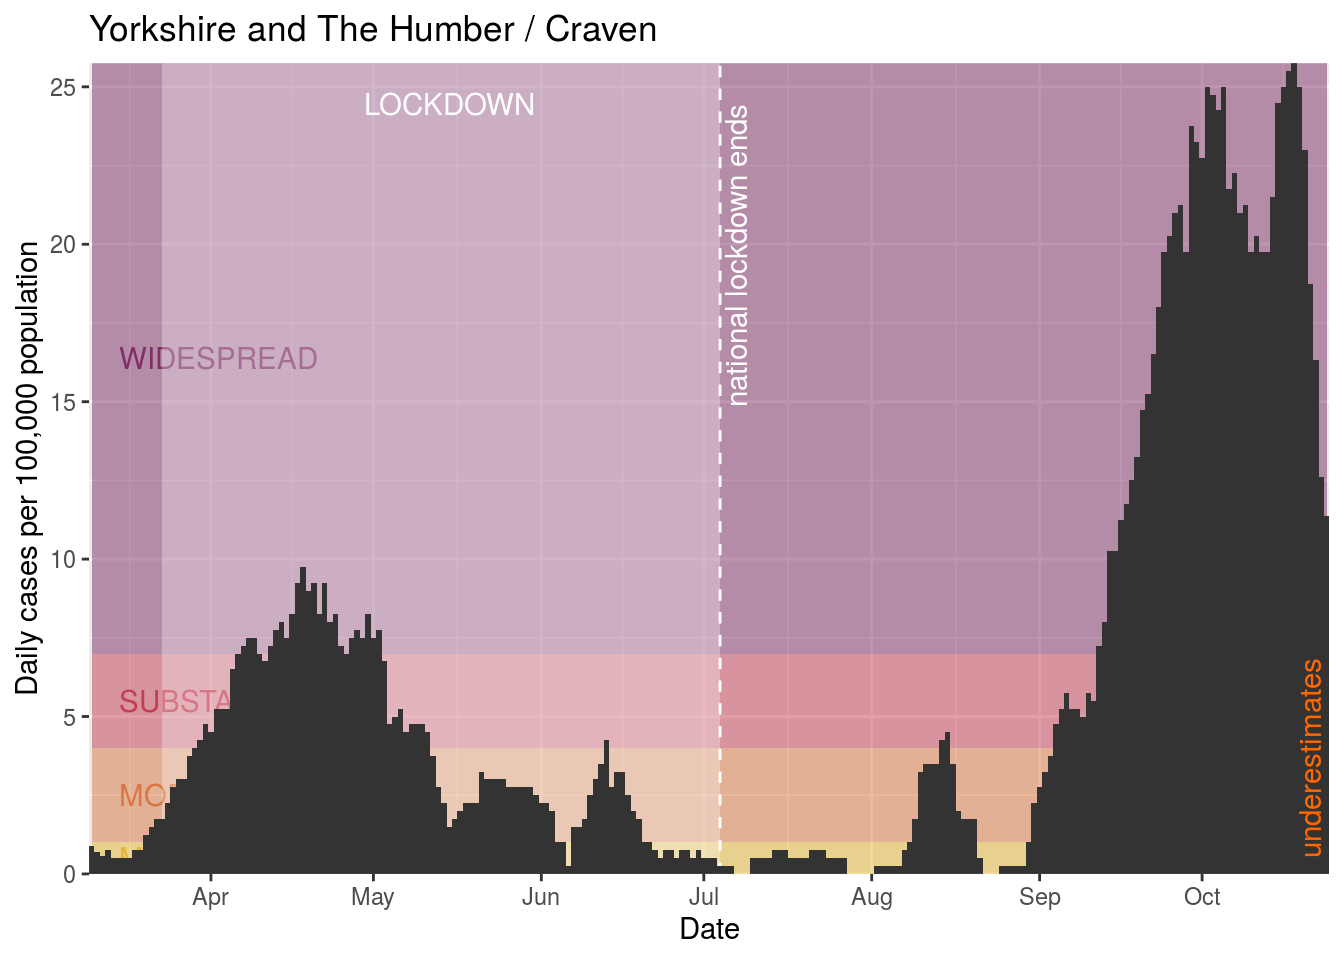 Yorkshire and The Humber / Craven
Daily cases per 100,000 population
25
20
15
10
5
0
LOCKDOWN
national lockdown ends
WIDESPREAD
SUBSTA
MO
underestimates
Apr May Jun Jul Aug Sep Oct
Date